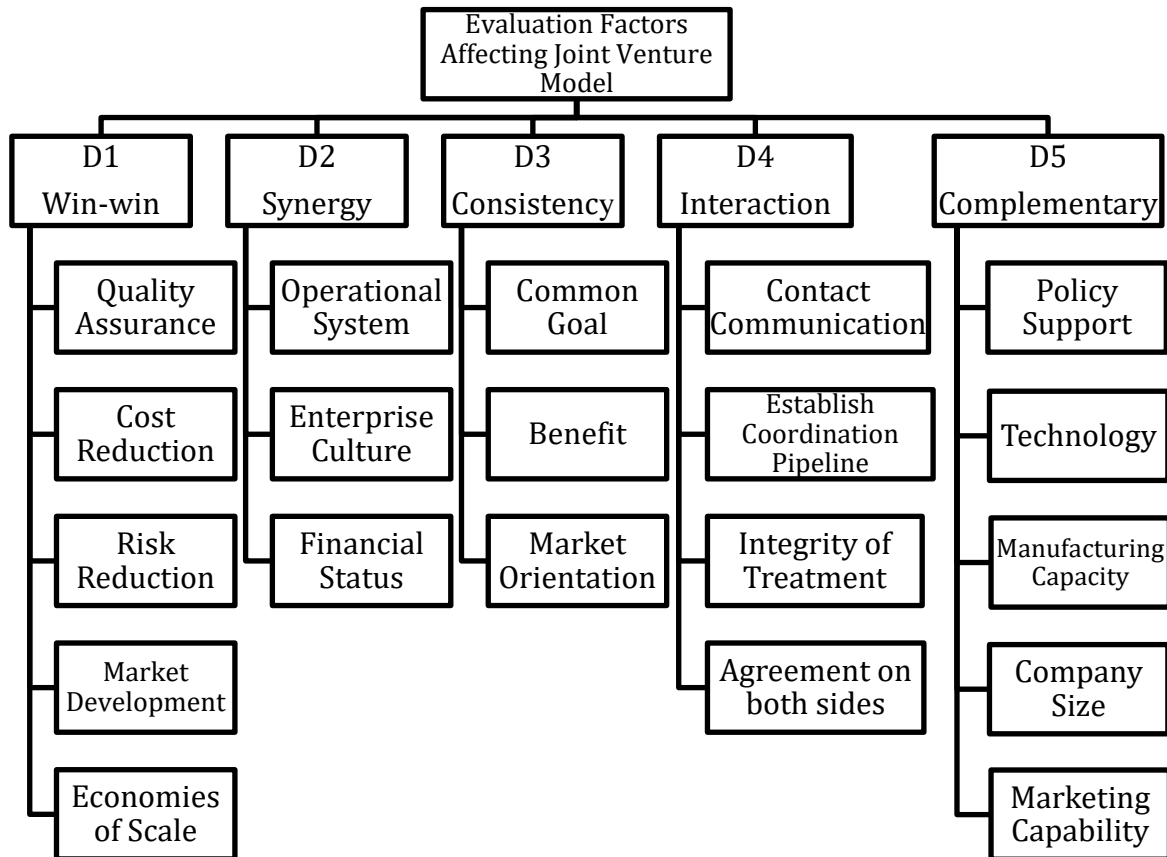 Evaluation Factors
Affecting Joint Venture
Model
D1
Win-win
D2
Synergy
D3
Consistency
D4
Interaction
D5
Complementary
Quality
Assurance
Cost
Reduction
Risk
Reduction
Market
Development
Economies
of Scale
Operational
System
Enterprise
Culture
Financial
Status
Common
Goal
Benefit
Market
Orientation
Contact
Communication
Establish
Coordination
Pipeline
Integrity of
Treatment
Agreement on
both sides
Policy
Support
Technology
Manufacturing
Capacity
Company
Size
Marketing
Capability